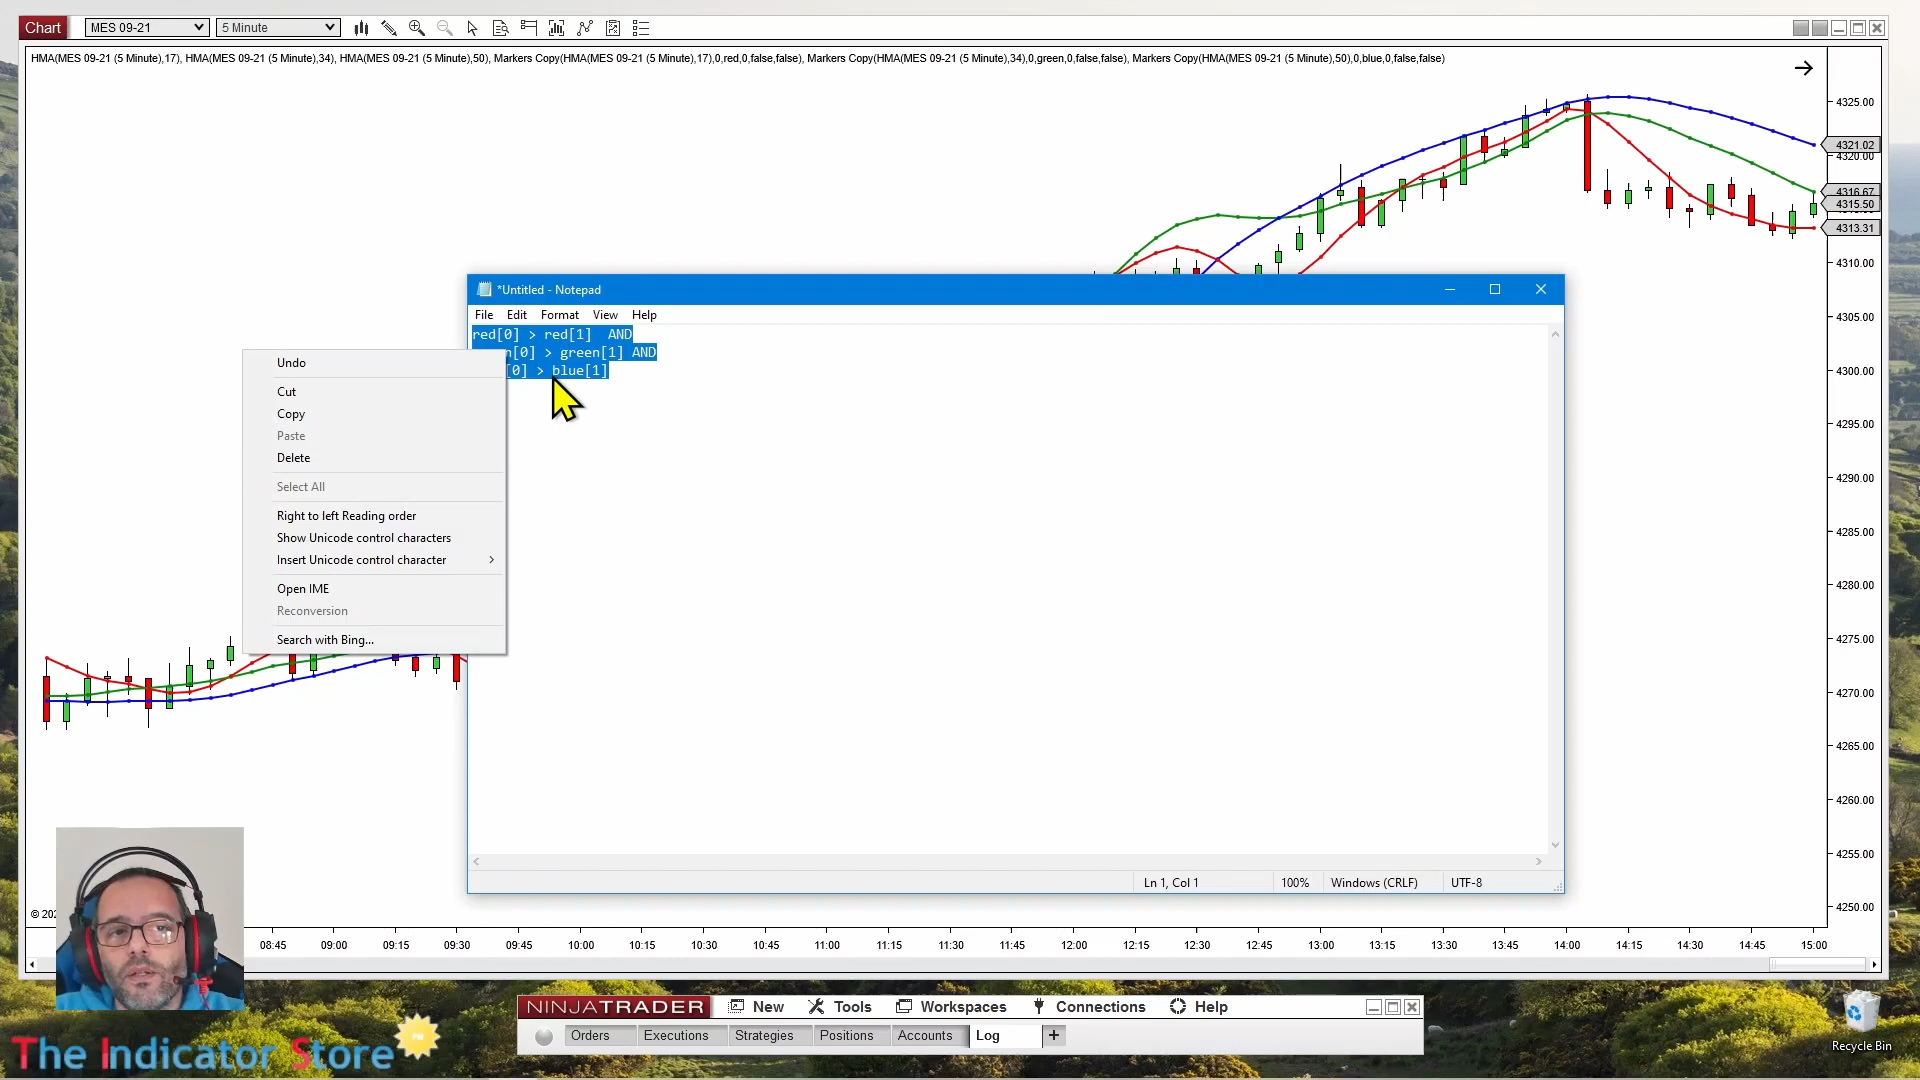 Chart
MES 09-21
5 Minute
HMA(MES 09-21 (5 Minute),17), HMA(MES 09-21 (5 Minute),34), HMA(MES 09-21 (5 Minute),50), Markers Copy(HMA(MES 09-21 (5 Minute),17),0,red,0,false,false), Markers Copy(HMA(MES 09-21 (5 Minute),34),0,green,0,false,false), Markers Copy(HMA(MES 09-21 (5 Minute),50),0,blue,0,false,false)
4325.00
4321.02
4320.00
4316.67
4315.50
4313.31
4310.00
4305.00
4300.00
4295.00
4290.00
4285.00
4280.00
4275.00
4270.00
4265.00
4260.00
4255.00
4250.00
*Untitled - Notepad
File Edit Format View Help
red[0] > red[1] AND
[0] > green[1] AND
[0] > blue[1]
Undo
Cut
Copy
Paste
Delete
Select All
Right to left Reading order
Show Unicode control characters
Insert Unicode control character
Open IME
Reconversion
Search with Bing...
Ln 1, Col 1
100%
Windows (CRLF)
UTF-8
©
08:45 09:00 09:15 09:30 09:45 10:00 10:15 10:30 10:45 11:00 11:15 11:30 11:45 12:00 12:15 12:30 12:45 13:00 13:15 13:30 13:45 14:00 14:15 14:30 14:45 15:00
NINJATRADER New Tools Workspaces Connections Help
Orders Executions Strategies Positions Accounts Log +
The Indicator Store
Recycle Bin